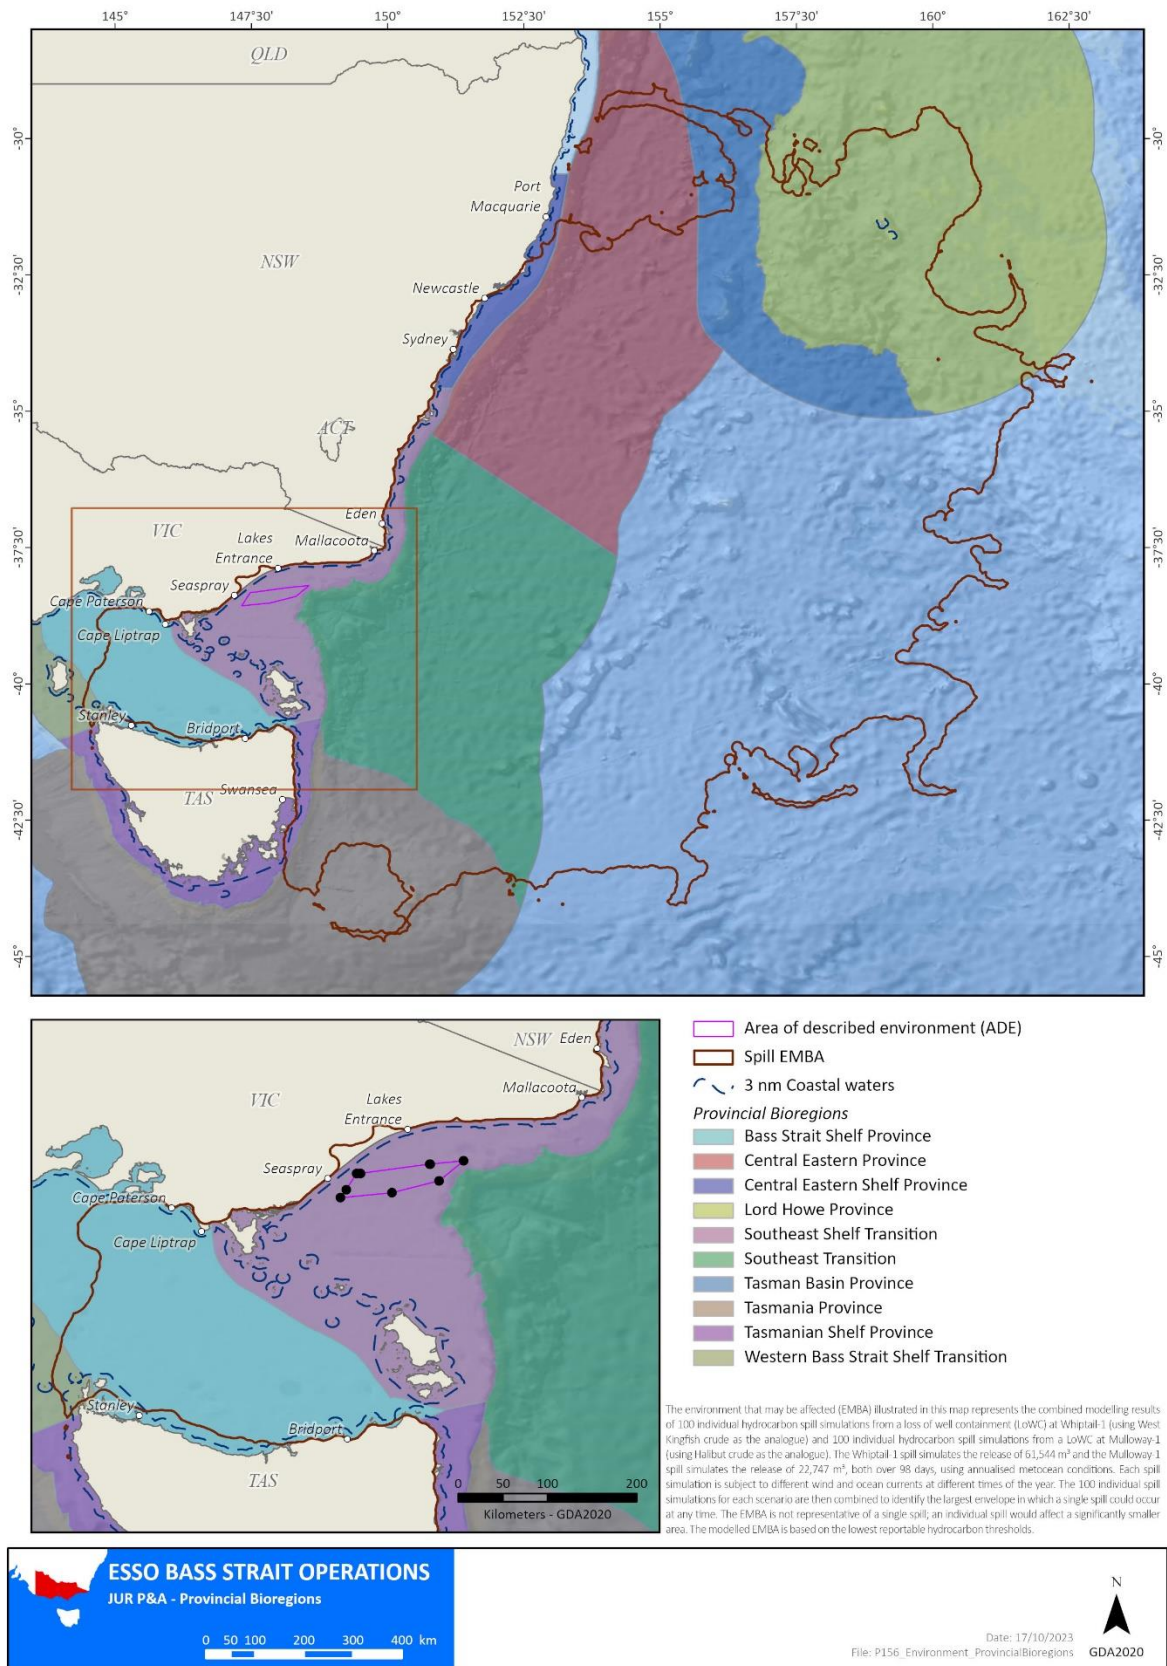 145°
147°30'
150°
152°30'
155°
157°30'
160°
162°30'
QLD
-30°
-30°
Port
Macquarie
NSW
-32°30'
-32°30'
Newcastle
Sydney
-35°
-35°
ACT
Eden
VIC
Lakes
Entrance
Mallacoota
-37°30'
-37°30'
Seaspray
Cape Paterson
Cape Liptrap
-40°
-40°
Stanley
Bridport
TAS
Swansea
-42°30'
-42°30'
-45°
-45°
NSW
Eden
Mallacoota
VIC
Lakes
Entrance
Seaspray
Cape Paterson
Cape Liptrap
Stanley
Bridport
TAS
0 50 100 200
Kilometers - GDA2020
Area of described environment (ADE)
Spill EMBA
3 nm Coastal waters
Provincial Bioregions
Bass Strait Shelf Province
Central Eastern Province
Central Eastern Shelf Province
Lord Howe Province
Southeast Shelf Transition
Southeast Transition
Tasman Basin Province
Tasmania Province
Tasmanian Shelf Province
Western Bass Strait Shelf Transition
The environment that may be affected (EMBA) illustrated in this map represents the combined modelling results
of 100 individual hydrocarbon spill simulations from a loss of well containment (LoWC) at Whiptail-1 (using West
Kingfish crude as the analogue) and 100 individual hydrocarbon spill simulations from a LoWC at Mulloway-1
(using Halibut crude as the analogue). The Whiptail-1 spill simulates the release of 61,544 m³ and the Mulloway-1
spill simulates the release of 22,747 m³, both over 98 days, using annualised metocean conditions. Each spill
simulation is subject to different wind and ocean currents at different times of the year. The 100 individual spill
simulations for each scenario are then combined to identify the largest envelope in which a single spill could occur
at any time. The EMBA is not representative of a single spill; an individual spill would affect a significantly smaller
area. The modelled EMBA is based on the lowest reportable hydrocarbon thresholds.
ESSO BASS STRAIT OPERATIONS
JUR P&A - Provincial Bioregions
0 50 100 200 300 400 km
N
GDA2020
Date: 17/10/2023
File: P156_Environment_ProvincialBioregions